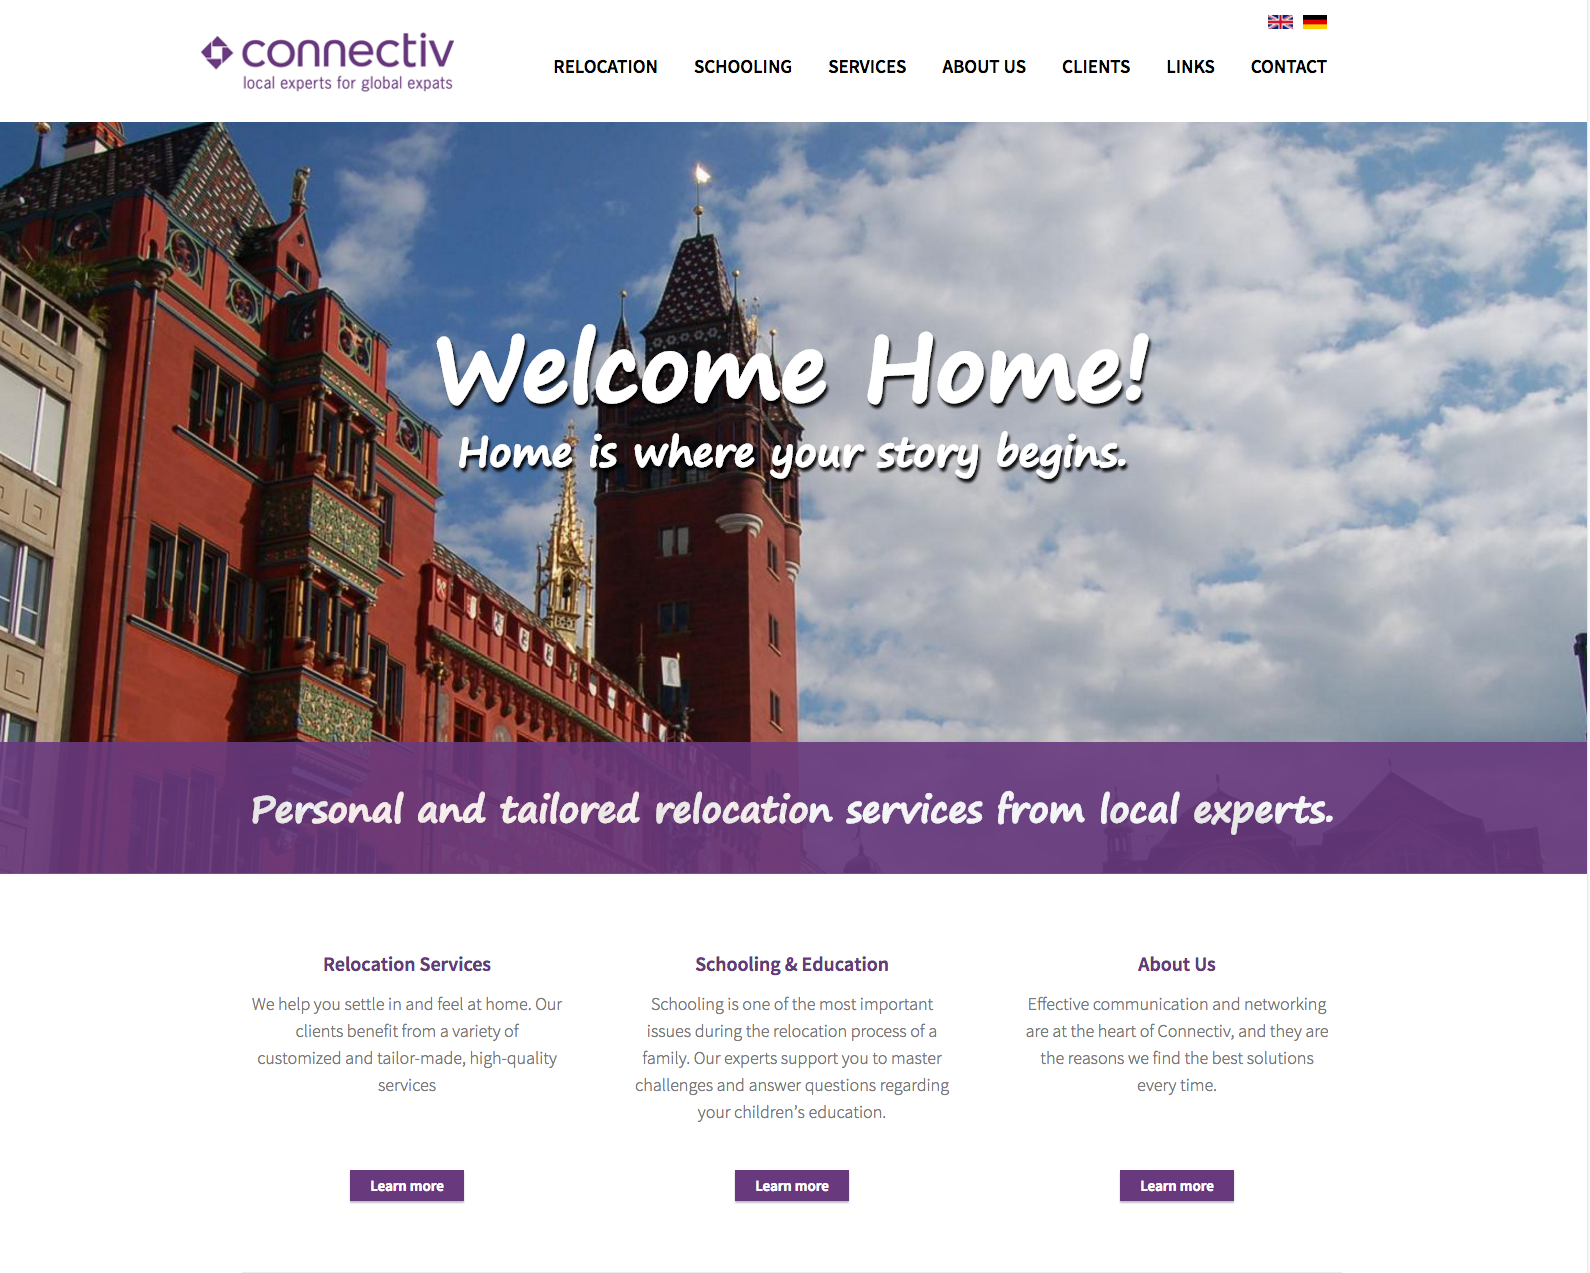 connectiv
local experts for global expats
RELOCATION SCHOOLING SERVICES ABOUT US CLIENTS LINKS CONTACT
Welcome Home!
Home is where your story begins.
Personal and tailored relocation services from local experts.
Relocation Services
We help you settle in and feel at home. Our
clients benefit from a variety of
customized and tailor-made, high-quality
services
Learn more
Schooling & Education
Schooling is one of the most important
issues during the relocation process of a
family. Our experts support you to master
challenges and answer questions regarding
your children’s education.
Learn more
About Us
Effective communication and networking
are at the heart of Connectiv, and they are
the reasons we find the best solutions
every time.
Learn more